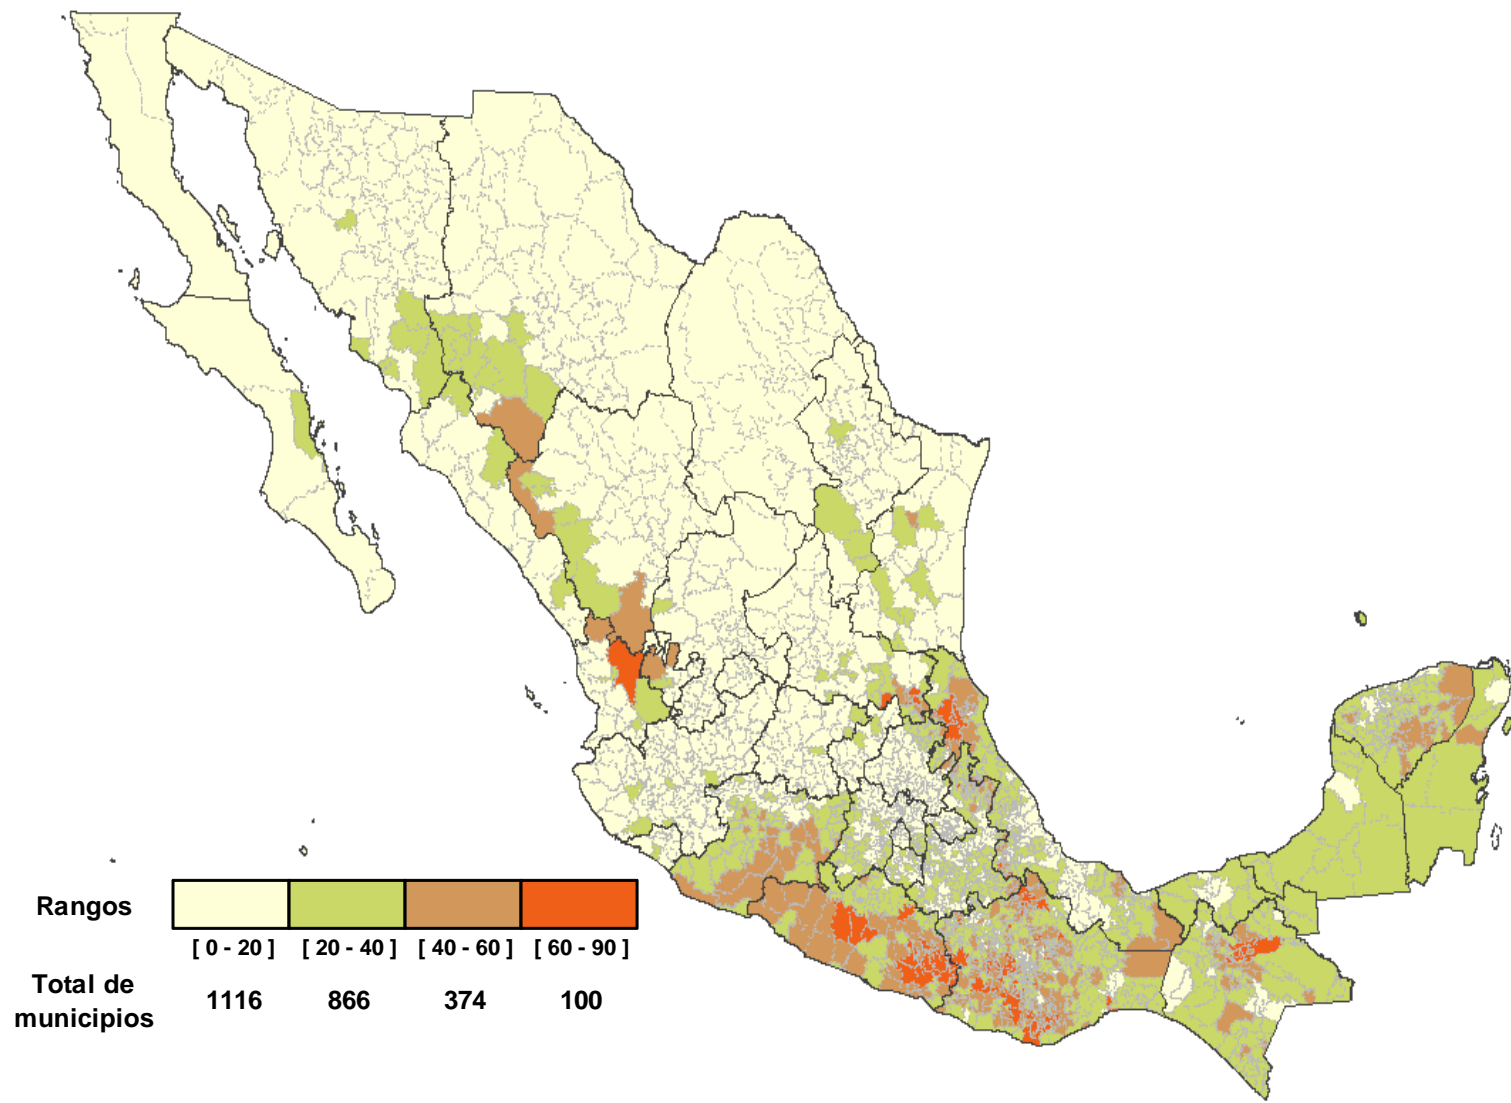 Rangos
[ 0 - 20 ] [ 20 - 40 ] [ 40 - 60 ] [ 60 - 90 ]
Total de
municipios
1116 866 374 100